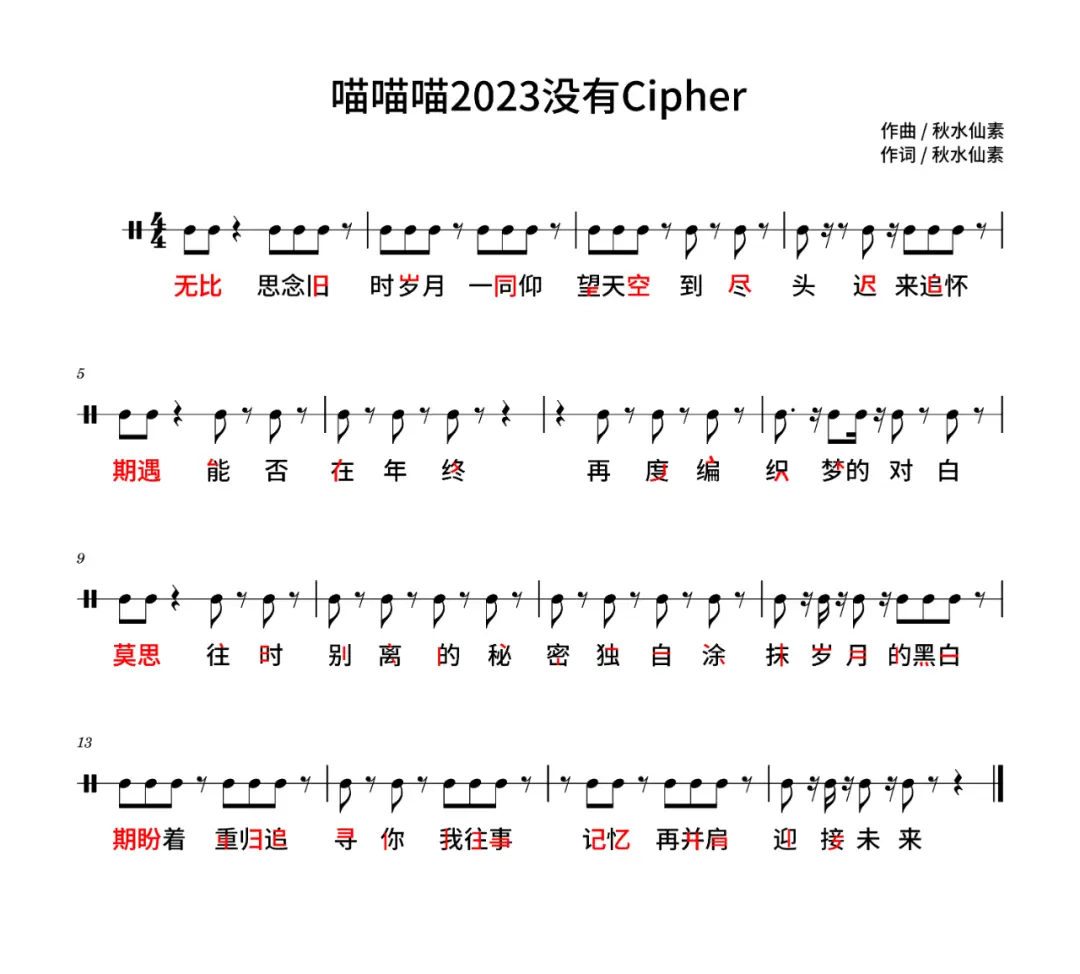 喵喵喵2023没有Cipher
作曲 / 秋水仙素
作词 / 秋水仙素
4
4
无比 思念旧 时岁月 一同仰 望天空 到 尽 头 迟 来追怀
5
期遇 能 否 在 年 终 再 度 编 织 梦的 对 白
9
莫思 往 时 别 离 的 秘 密 独 自 涂 抹 岁 月 的黑白
13
期盼着 重归追 寻 你 我往事 记忆 再并肩 迎 接 未 来